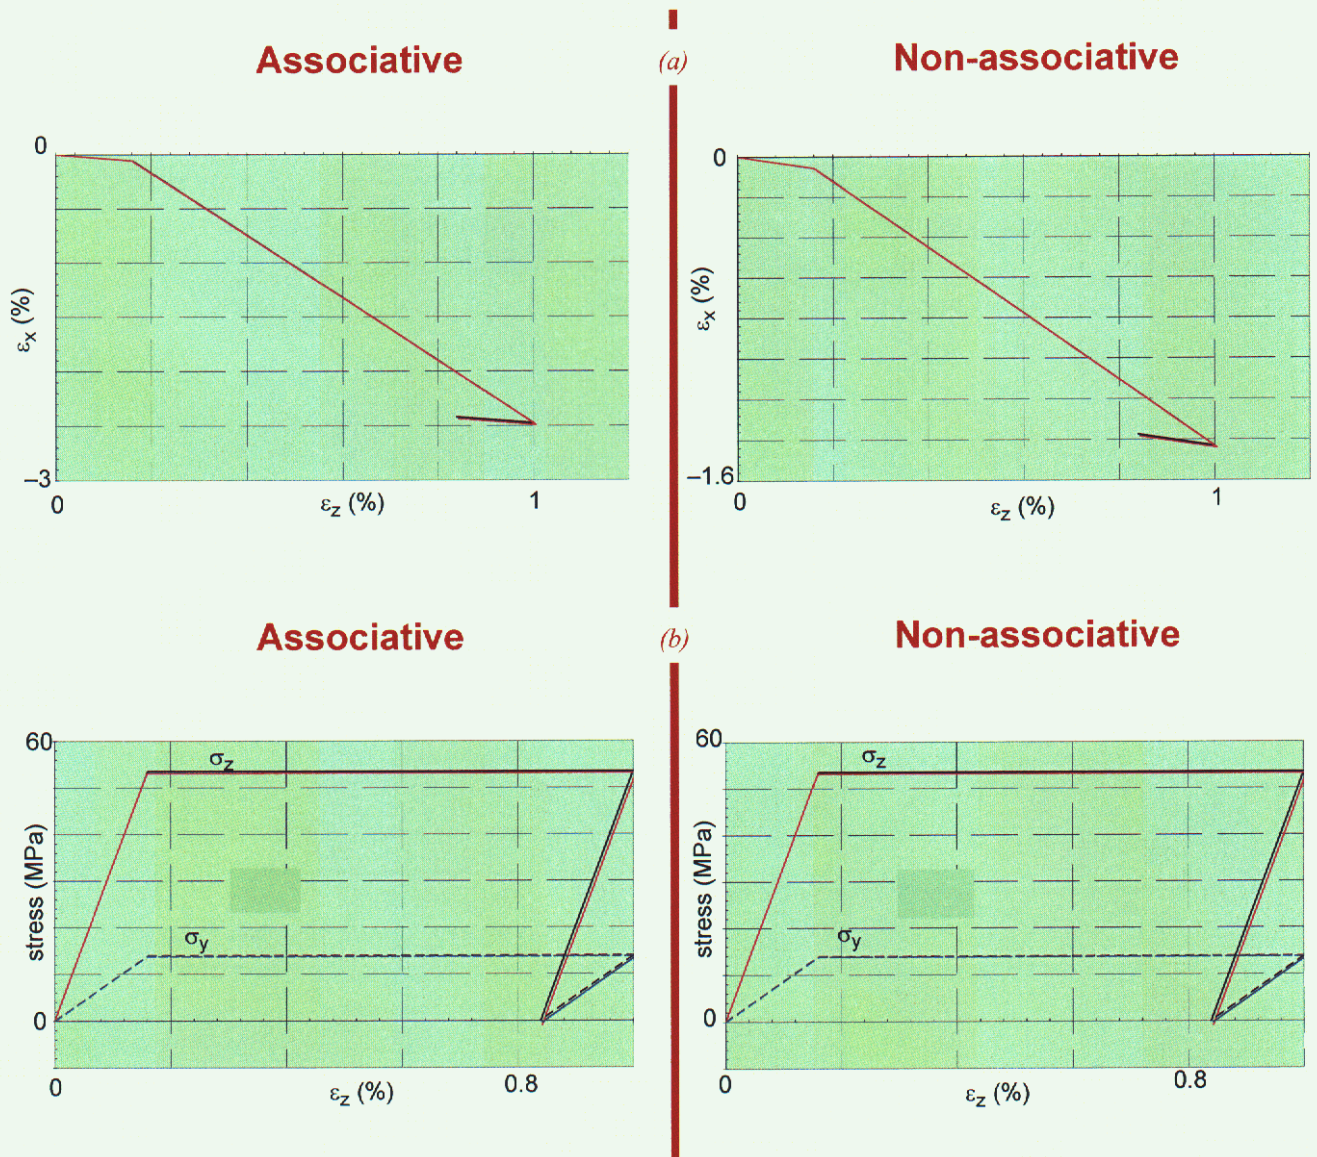 Associative
(a)
Non-associative
0
εx (%)
–3
0
εz (%)
1
0
εx (%)
–1.6
0
εz (%)
1
Associative
(b)
Non-associative
60
σz
stress (MPa)
σy
0
0
εz (%)
0.8
60
σz
stress (MPa)
σy
0
0
εz (%)
0.8